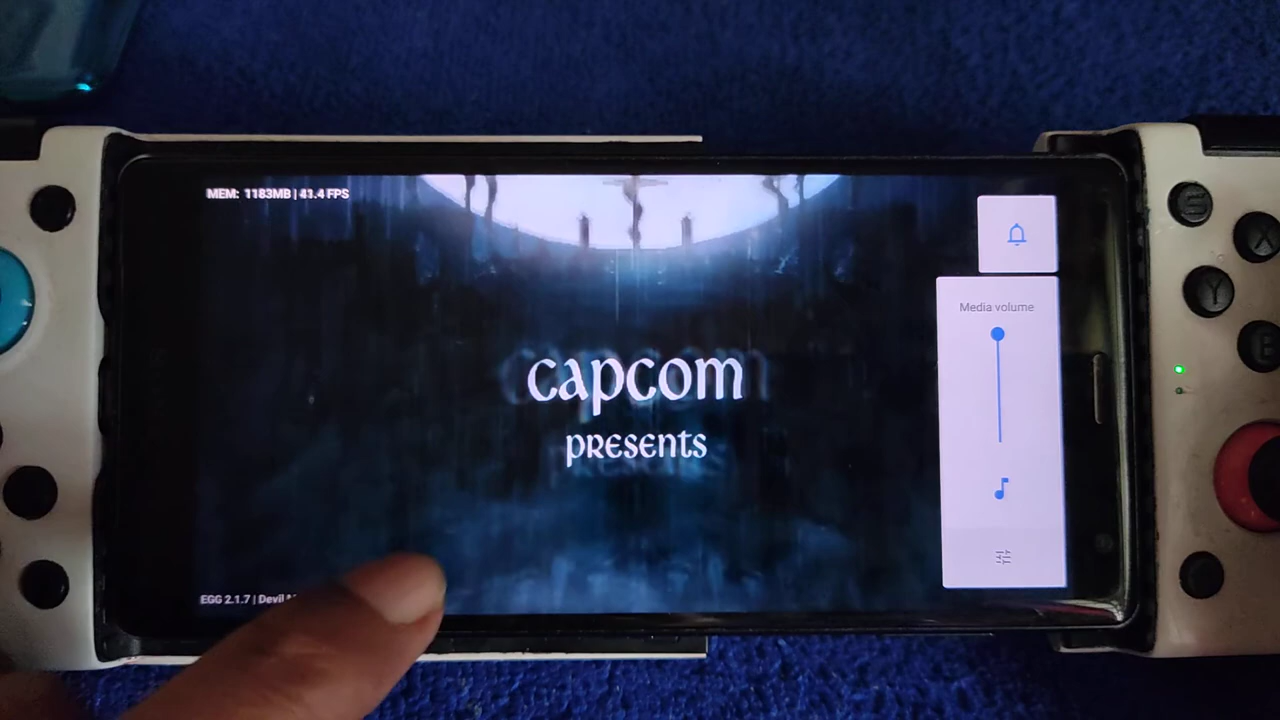 MEM: 1183MB | 41.4 FPS
Media volume
capcom
presents
EGG 2.1.7 | Devil
X
Y
B